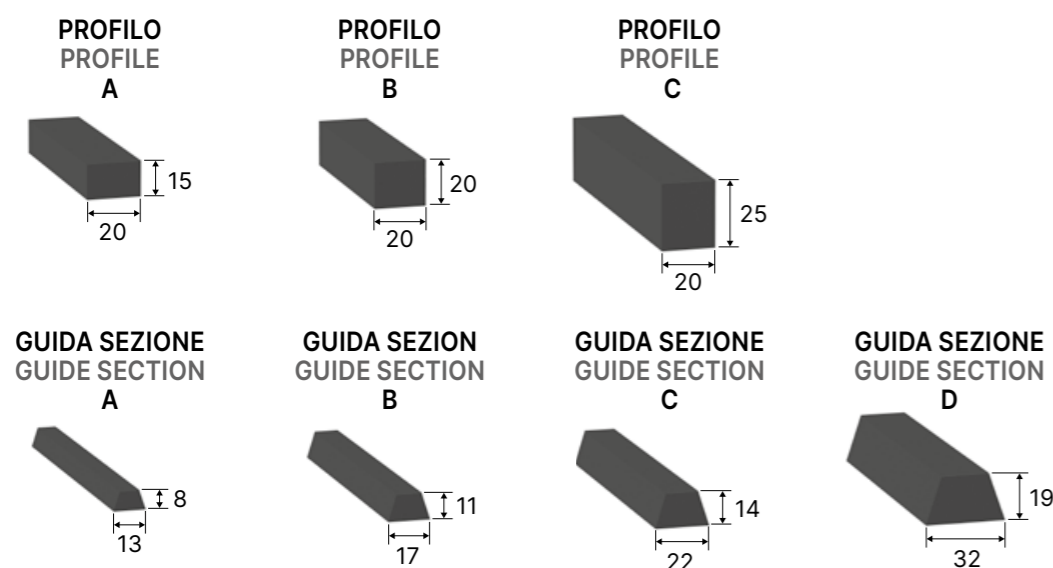 PROFILO
PROFILE
A
15
20
PROFILO
PROFILE
B
20
20
PROFILO
PROFILE
C
25
20
GUIDA SEZIONE
GUIDE SECTION
A
8
13
GUIDA SEZION
GUIDE SECTION
B
11
17
GUIDA SEZIONE
GUIDE SECTION
C
14
22
GUIDA SEZIONE
GUIDE SECTION
D
19
32